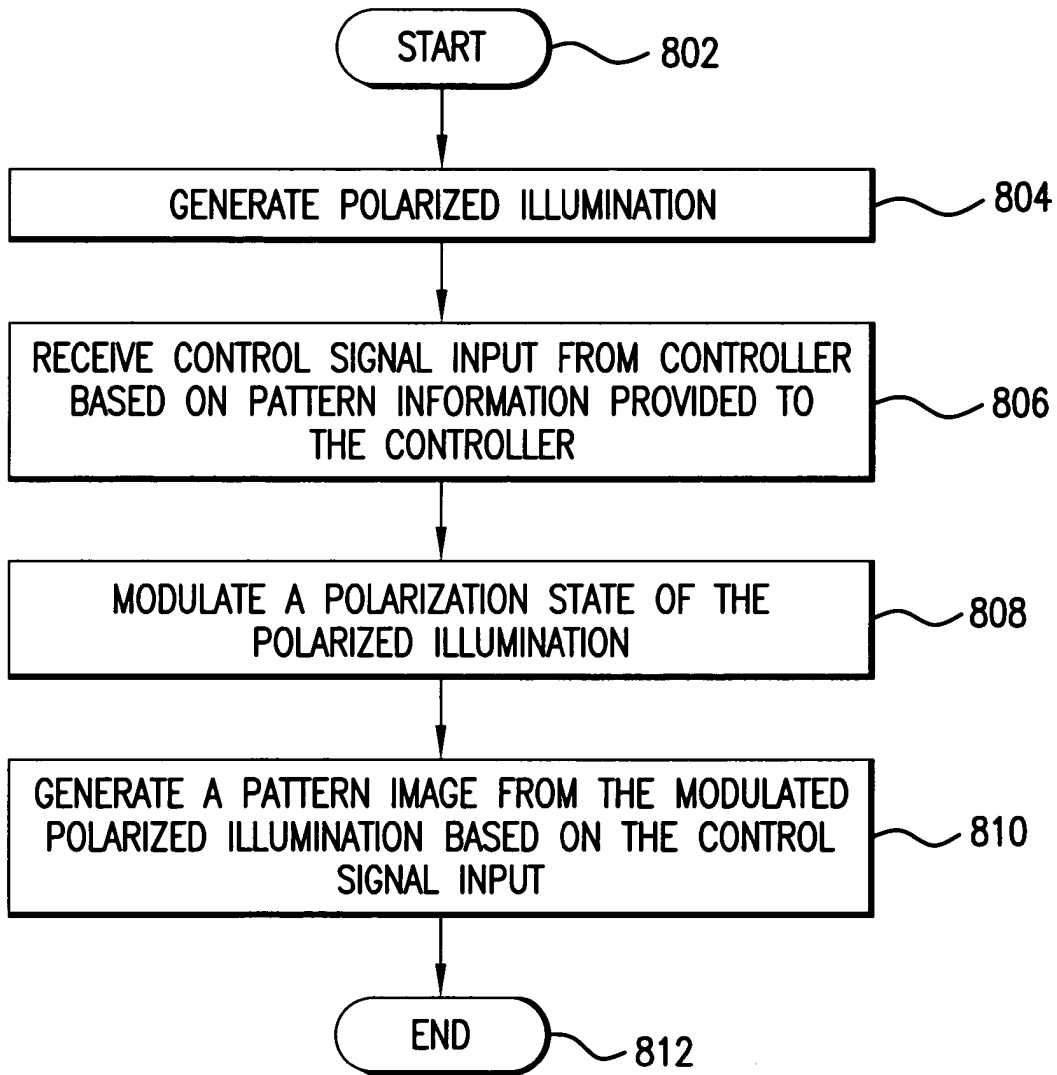 START
802
GENERATE POLARIZED ILLUMINATION
804
RECEIVE CONTROL SIGNAL INPUT FROM CONTROLLER
BASED ON PATTERN INFORMATION PROVIDED TO
THE CONTROLLER
806
MODULATE A POLARIZATION STATE OF THE
POLARIZED ILLUMINATION
808
GENERATE A PATTERN IMAGE FROM THE MODULATED
POLARIZED ILLUMINATION BASED ON THE CONTROL
SIGNAL INPUT
810
END
812